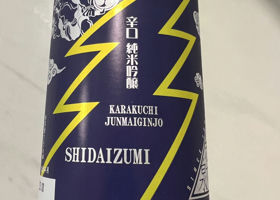 辛口 純米吟醸
KARAKUCHI
JUNMAIGINJO
SHIDAIZUMI